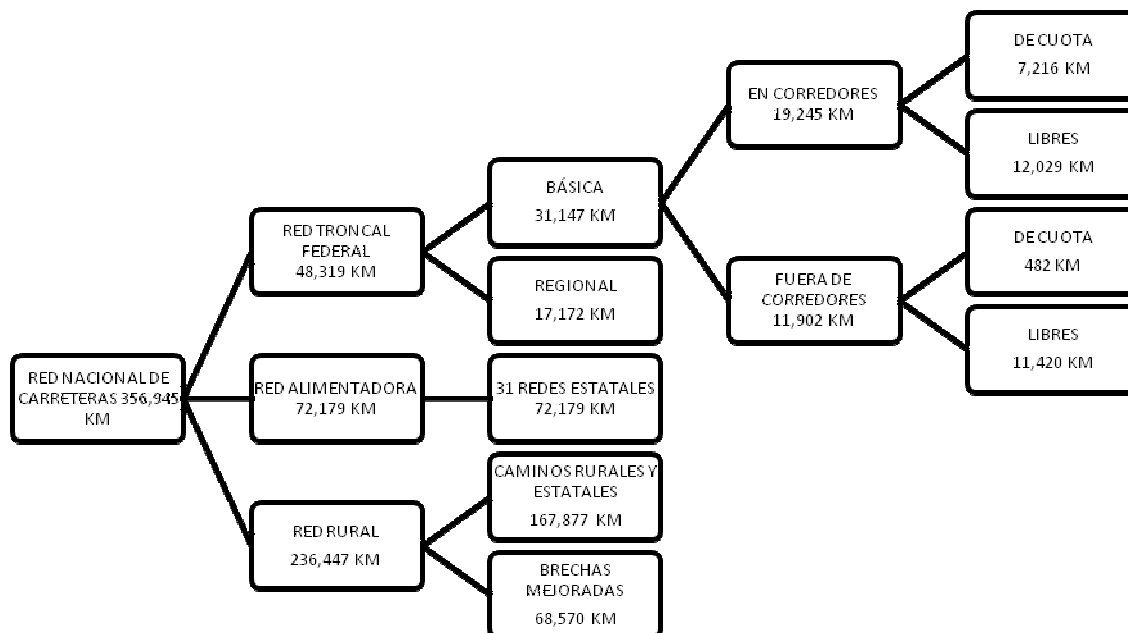 RED NACIONAL DE
CARRETERAS 356,945
KM
RED TRONCAL
FEDERAL
48,319 KM
RED ALIMENTADORA
72,179 KM
RED RURAL
236,447 KM
BÁSICA
31,147 KM
REGIONAL
17,172 KM
31 REDES ESTATALES
72,179 KM
CAMINOS RURALES Y
ESTATALES
167,877 KM
BRECHAS
MEJORADAS
68,570 KM
EN CORREDORES
19,245 KM
FUERA DE
CORREDORES
11,902 KM
DE CUOTA
7,216 KM
LIBRES
12,029 KM
DE CUOTA
482 KM
LIBRES
11,420 KM